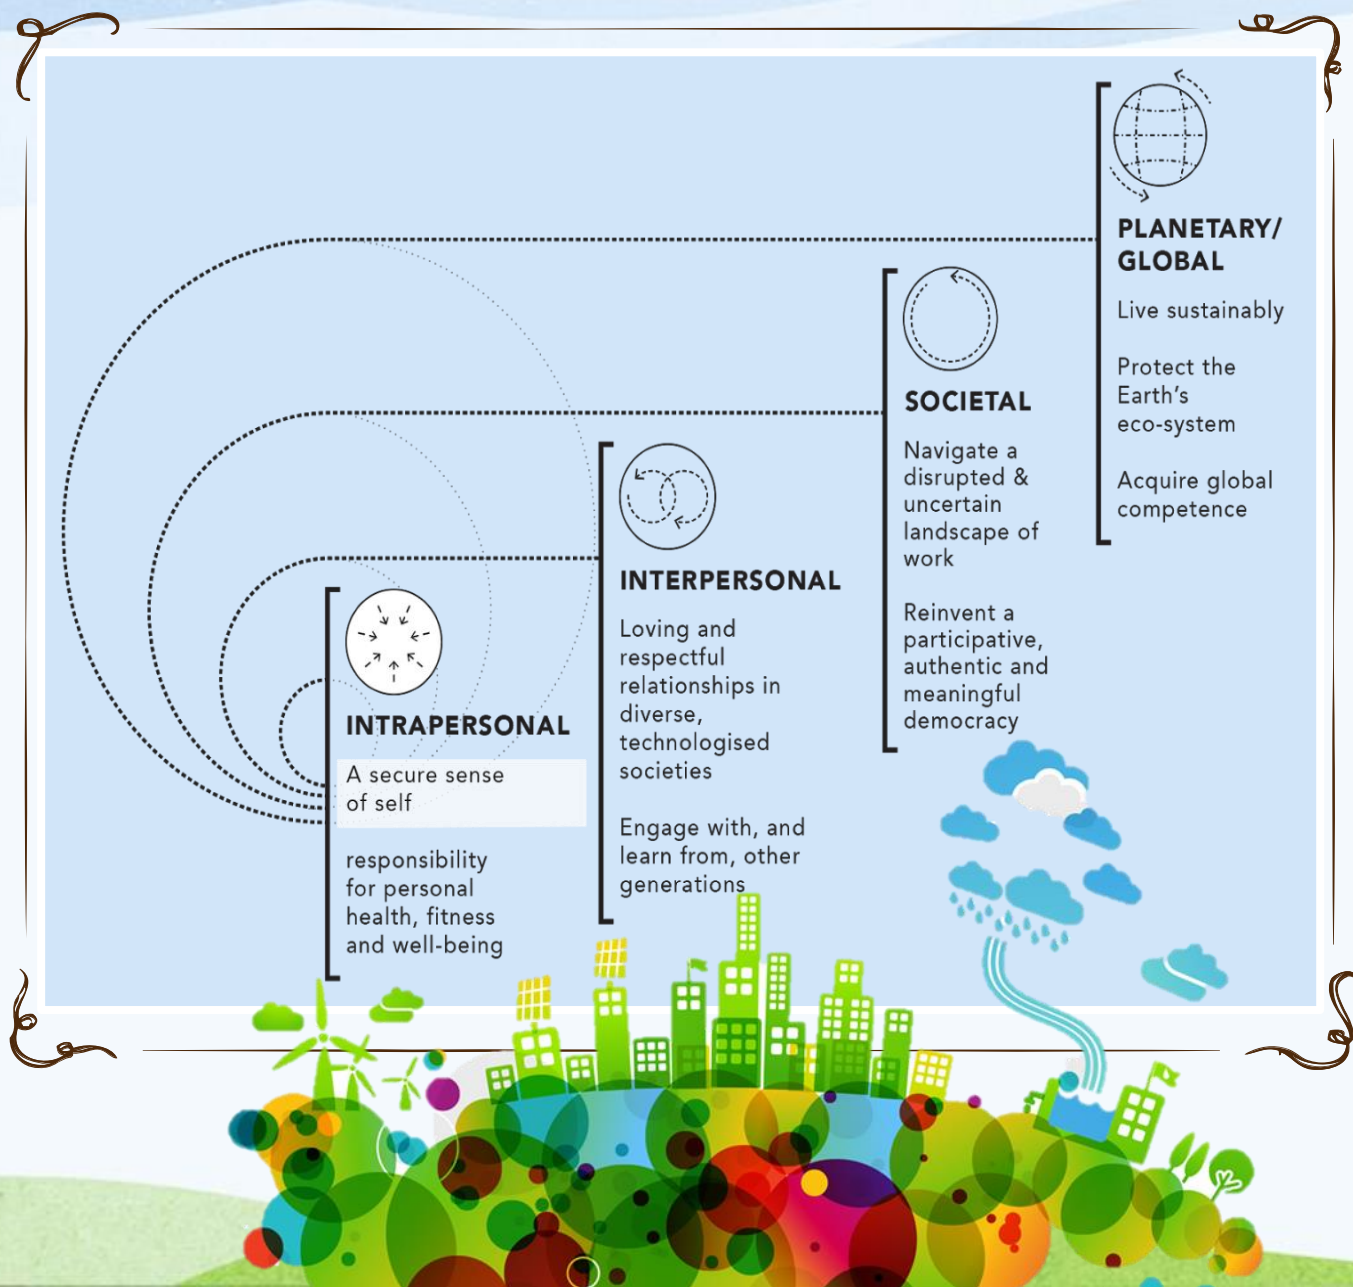 PLANETARY/
GLOBAL
Live sustainably
Protect the
Earth's
eco-system
Acquire global
competence
SOCIETAL
Navigate a
disrupted &
uncertain
landscape of
work
Reinvent a
participative,
authentic and
meaningful
democracy
INTERPERSONAL
Loving and
respectful
relationships in
diverse,
technologised
societies
Engage with, and
learn from, other
generations
INTRAPERSONAL
A secure sense
of self
responsibility
for personal
health, fitness
and well-being